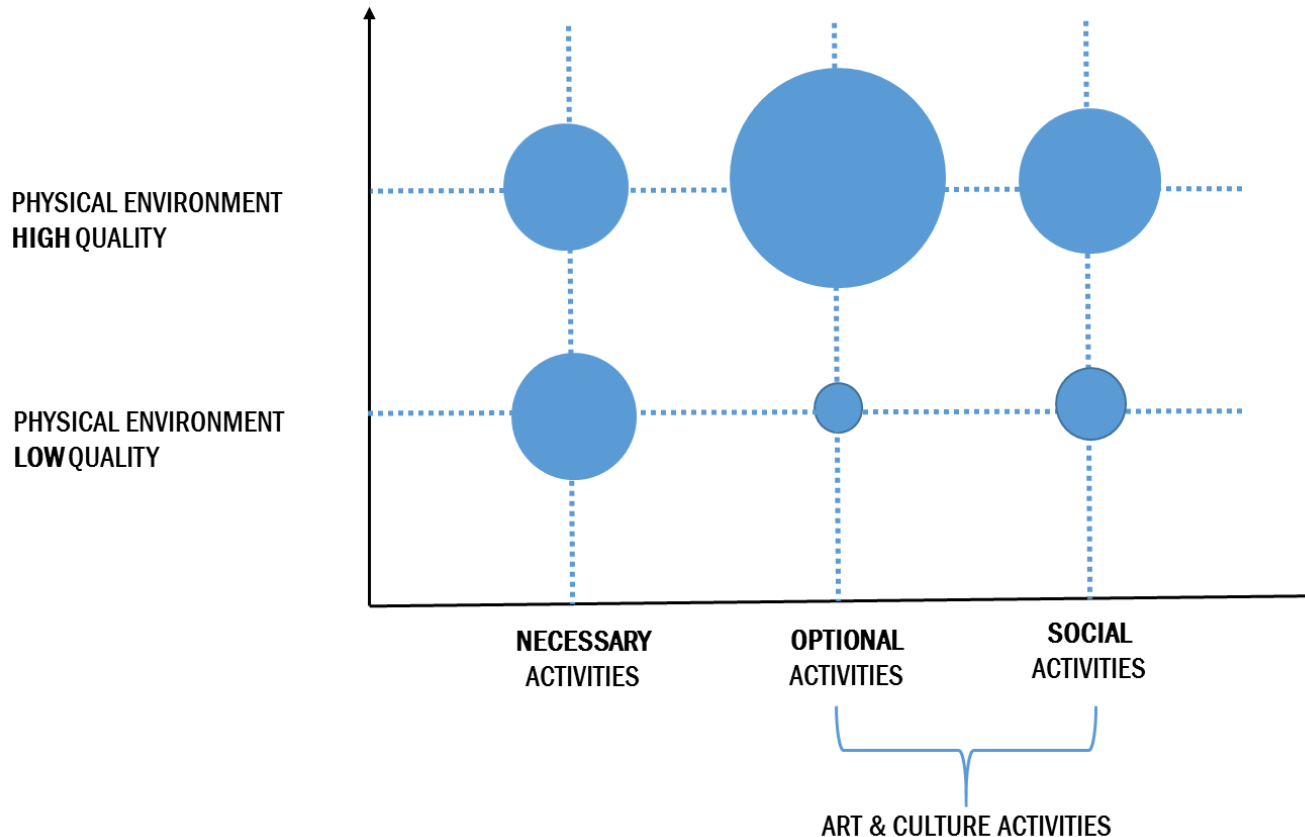 PHYSICAL ENVIRONMENT
HIGH QUALITY
PHYSICAL ENVIRONMENT
LOW QUALITY
NECESSARY
ACTIVITIES
OPTIONAL
ACTIVITIES
SOCIAL
ACTIVITIES
ART & CULTURE ACTIVITIES